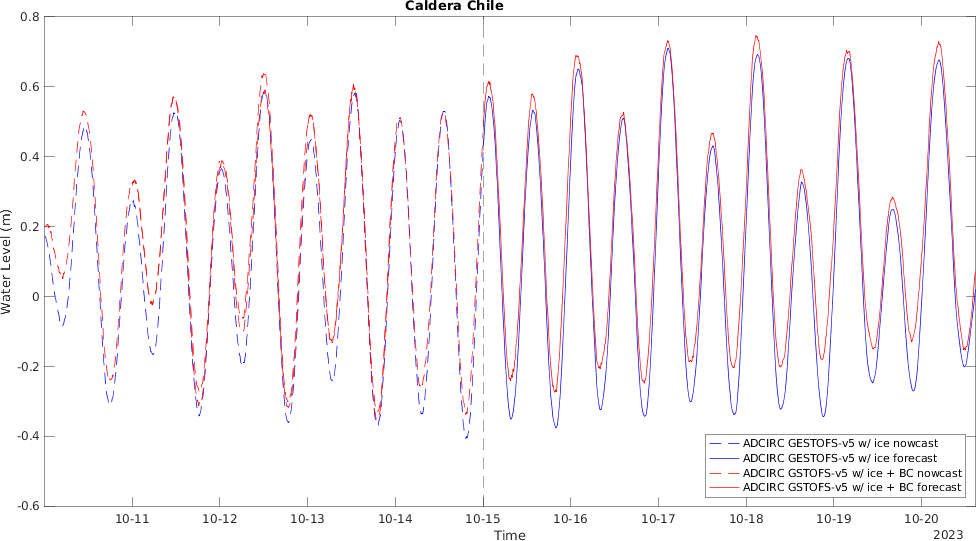 Caldera Chile
0.8
0.6
0.4
0.2
0
-0.2
-0.4
-0.6
Water Level (m)
ADCIRC GESTOFS-v5 w/ ice nowcast
ADCIRC GESTOFS-v5 w/ ice forecast
ADCIRC GSTOFS-v5 w/ ice + BC nowcast
ADCIRC GSTOFS-v5 w/ ice + BC forecast
10-11 10-12 10-13 10-14 10-15 10-16 10-17 10-18 10-19 10-20
Time
2023